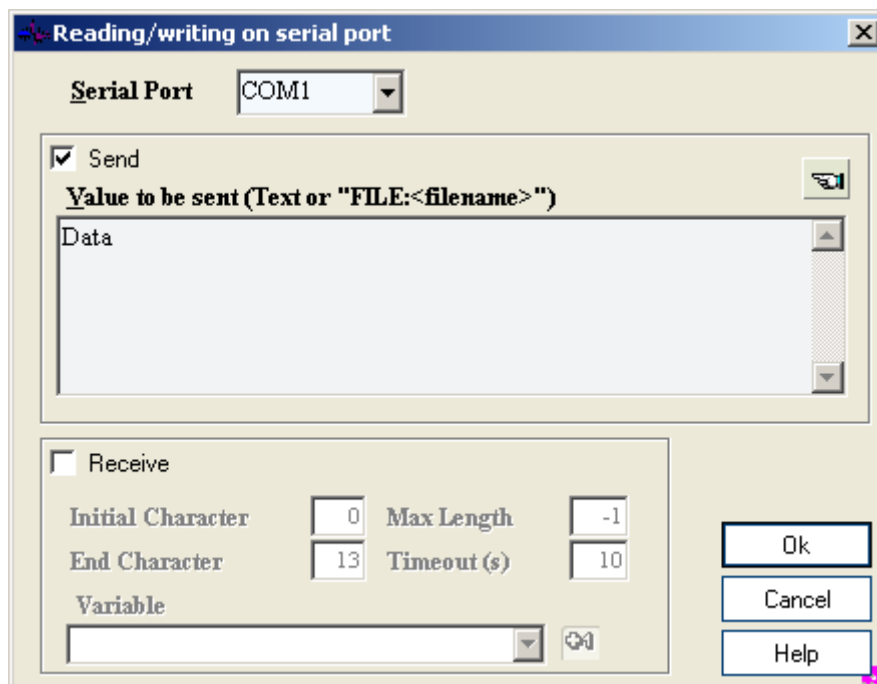 Reading/writing on serial port
Serial Port COM1
Send
Value to be sent (Text or "FILE:<filename>")
Data
Receive
Initial Character 0 Max Length -1
End Character 13 Timeout (s) 10
Variable
Ok
Cancel
Help